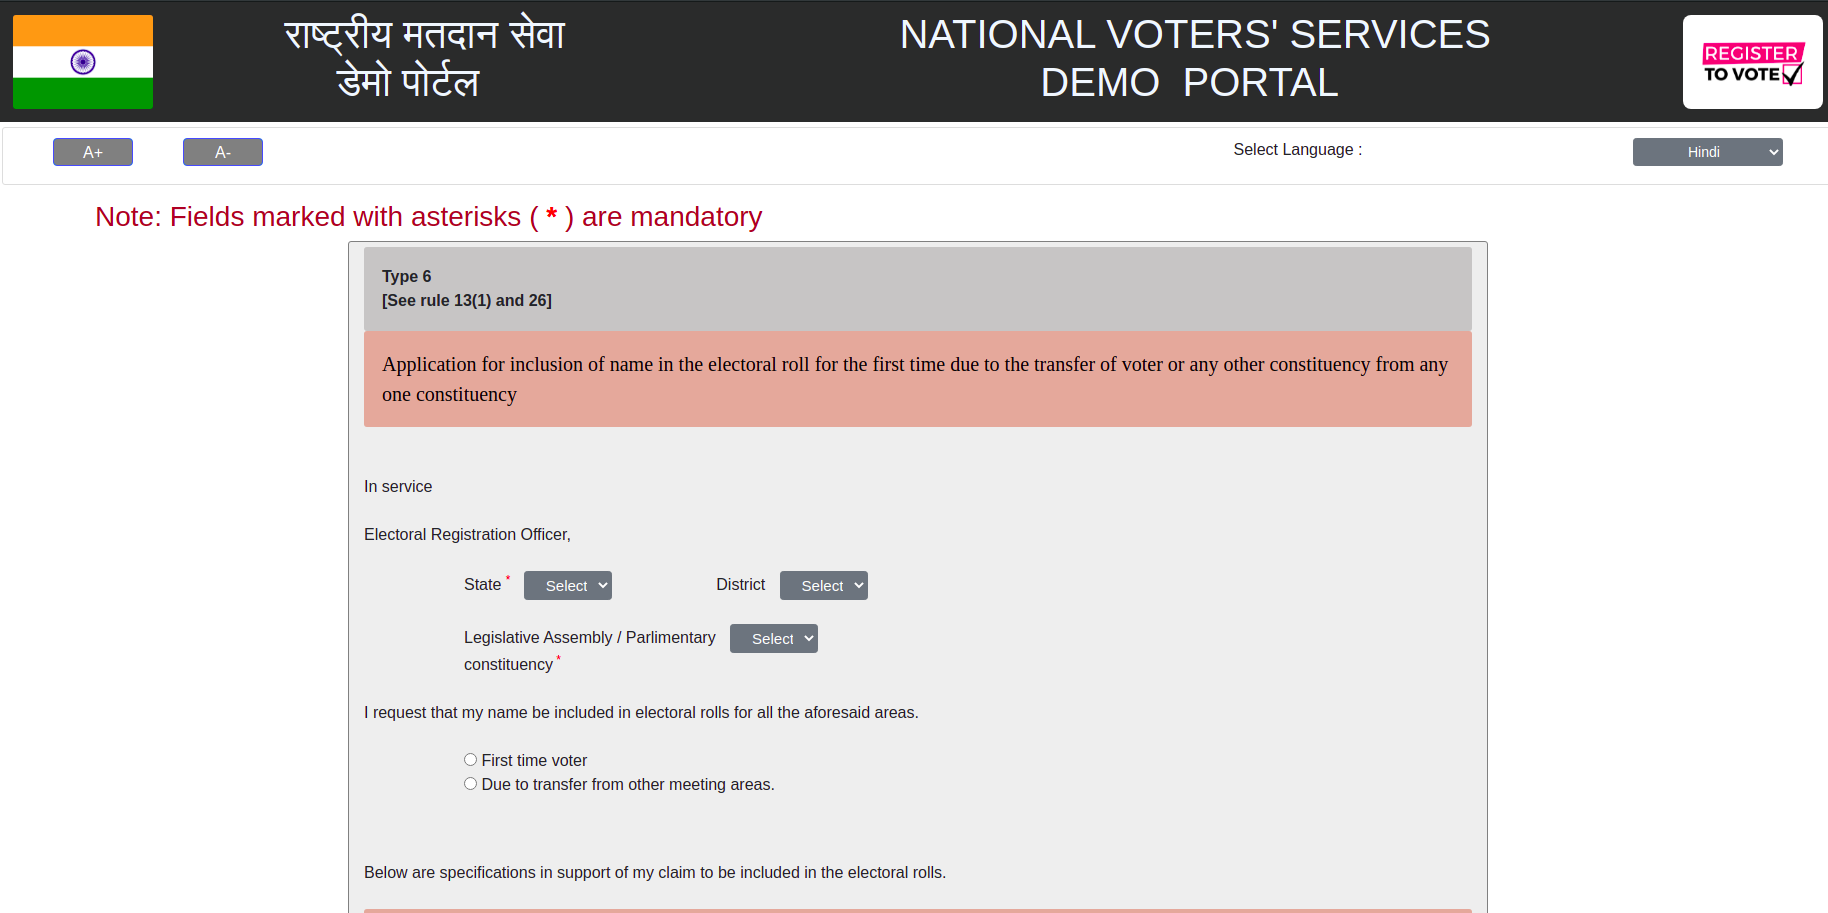 राष्ट्रीय मतदान सेवा
डेमो पोर्टल
NATIONAL VOTERS' SERVICES
DEMO PORTAL
REGISTER
TO VOTE
A+
A-
Select Language :
Hindi
Note: Fields marked with asterisks ( * ) are mandatory
Type 6
[See rule 13(1) and 26]
Application for inclusion of name in the electoral roll for the first time due to the transfer of voter or any other constituency from any
one constituency
In service
Electoral Registration Officer,
State * Select District Select
Legislative Assembly / Parlimentary Select
constituency *
I request that my name be included in electoral rolls for all the aforesaid areas.
First time voter
Due to transfer from other meeting areas.
Below are specifications in support of my claim to be included in the electoral rolls.